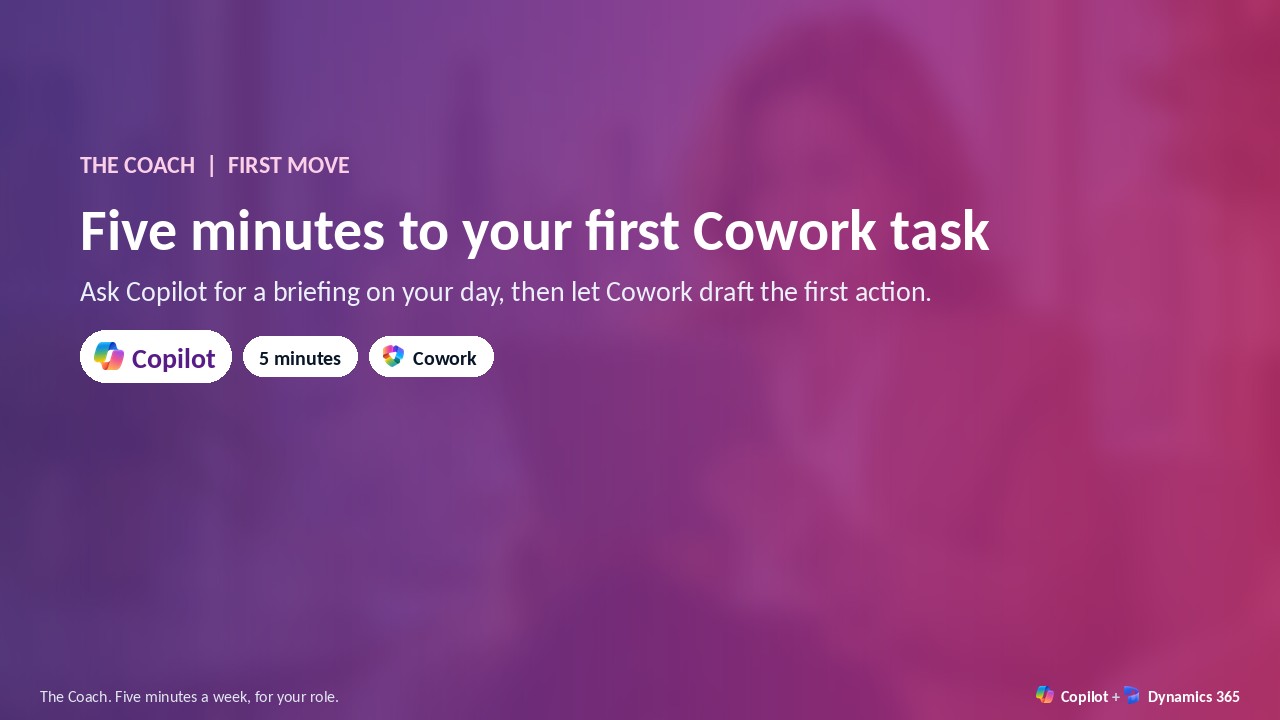 THE COACH | FIRST MOVE
Five minutes to your first Cowork task
Ask Copilot for a briefing on your day, then let Cowork draft the first action.
Copilot
5 minutes
Cowork
The Coach. Five minutes a week, for your role.
Copilot + Dynamics 365